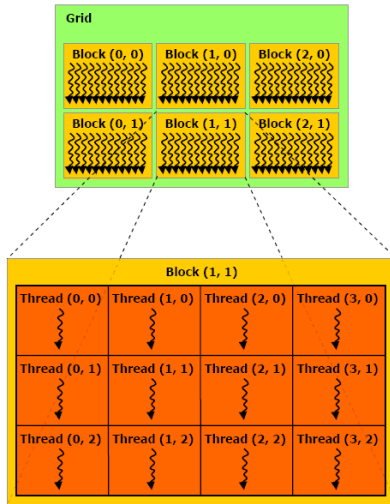 Grid
Block (0, 0) Block (1, 0) Block (2, 0)
Block (0, 1) Block (1, 1) Block (2, 1)
Block (1, 1)
Thread (0, 0) Thread (1, 0) Thread (2, 0) Thread (3, 0)
Thread (0, 1) Thread (1, 1) Thread (2, 1) Thread (3, 1)
Thread (0, 2) Thread (1, 2) Thread (2, 2) Thread (3, 2)